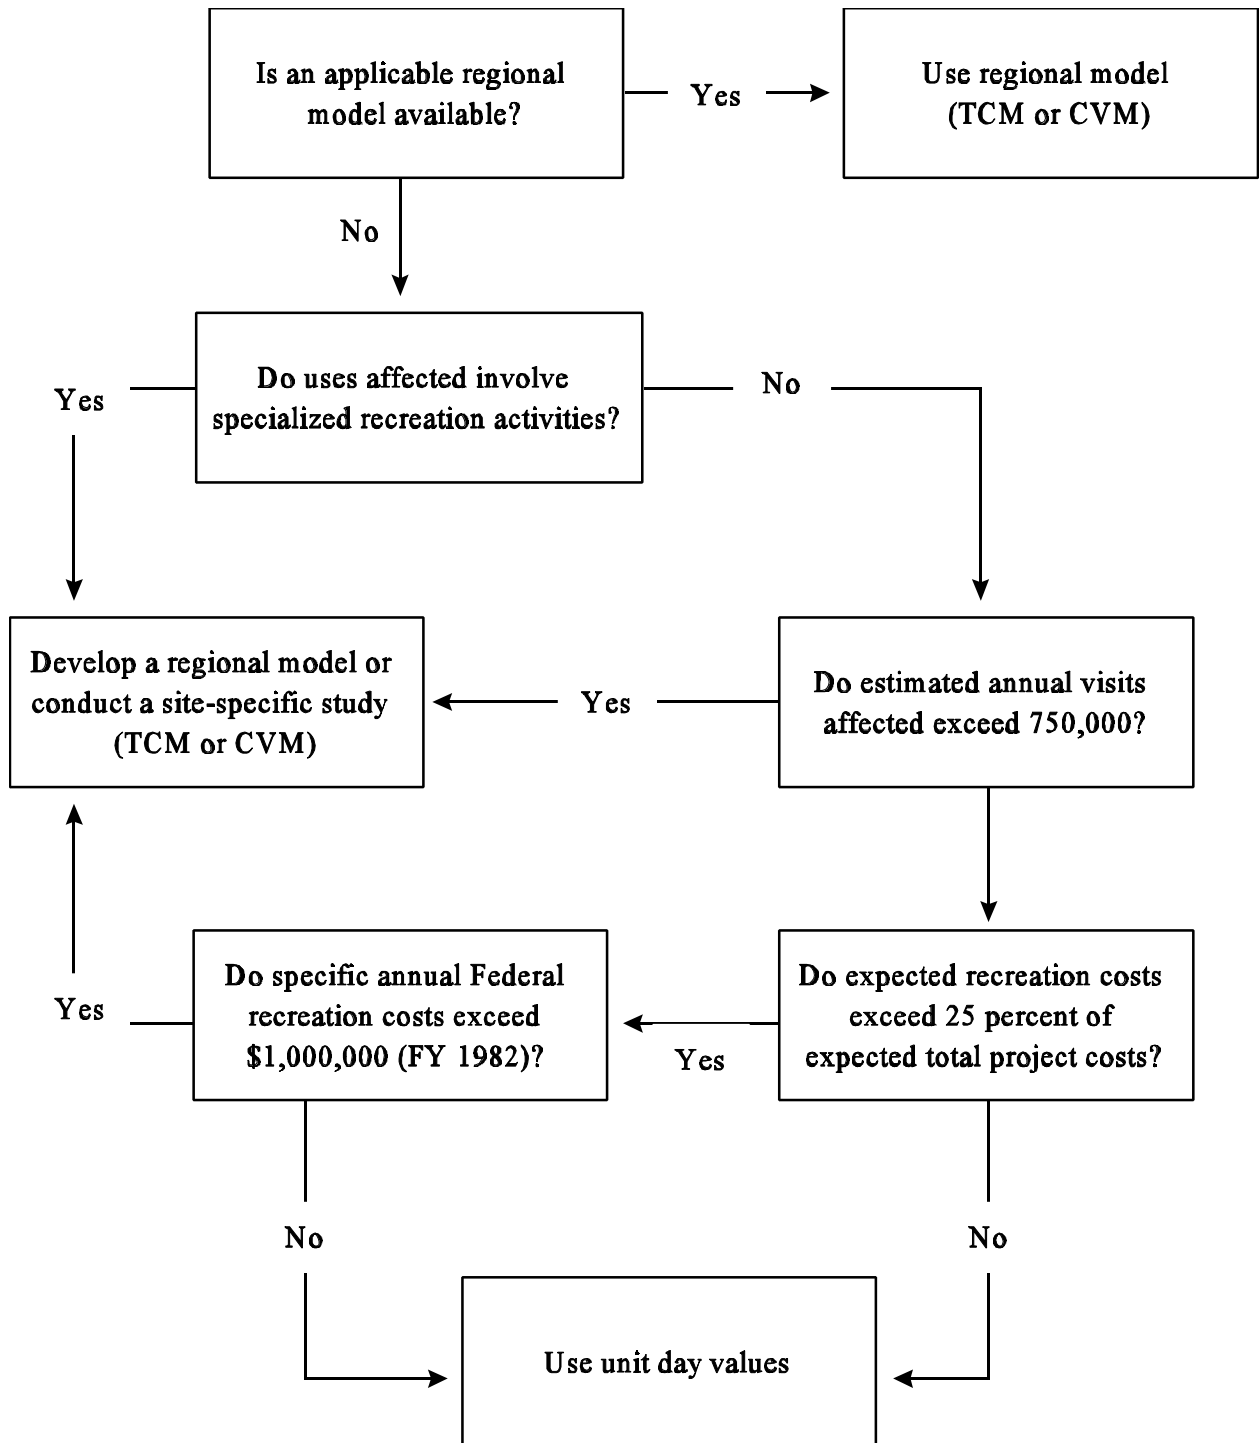 Is an applicable regional
model available?
Yes
Use regional model
(TCM or CVM)
No
Do uses affected involve
specialized recreation activities?
Yes
No
Develop a regional model or
conduct a site-specific study
(TCM or CVM)
Yes
Do estimated annual visits
affected exceed 750,000?
Do specific annual Federal
recreation costs exceed
$1,000,000 (FY 1982)?
Yes
Yes
Do expected recreation costs
exceed 25 percent of
expected total project costs?
No
No
Use unit day values